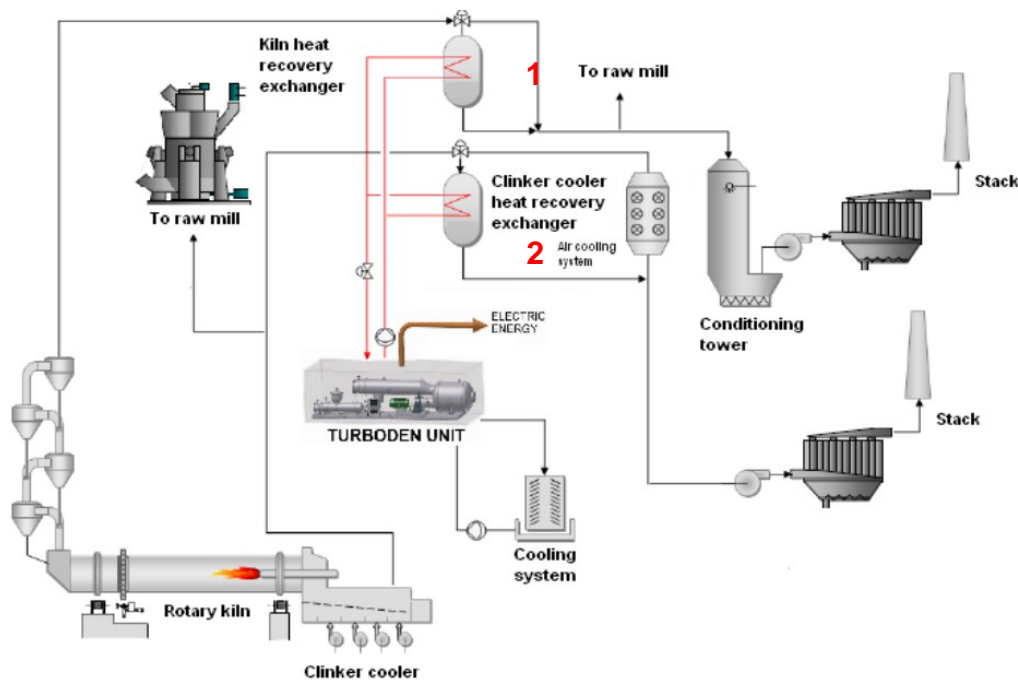 Kiln heat
recovery
exchanger
1
To raw mill
To raw mill
Clinker cooler
heat recovery
exchanger
2
Air cooling
system
Stack
Conditioning
tower
ELECTRIC
ENERGY
TURBODEN UNIT
Stack
Cooling
system
Rotary kiln
Clinker cooler